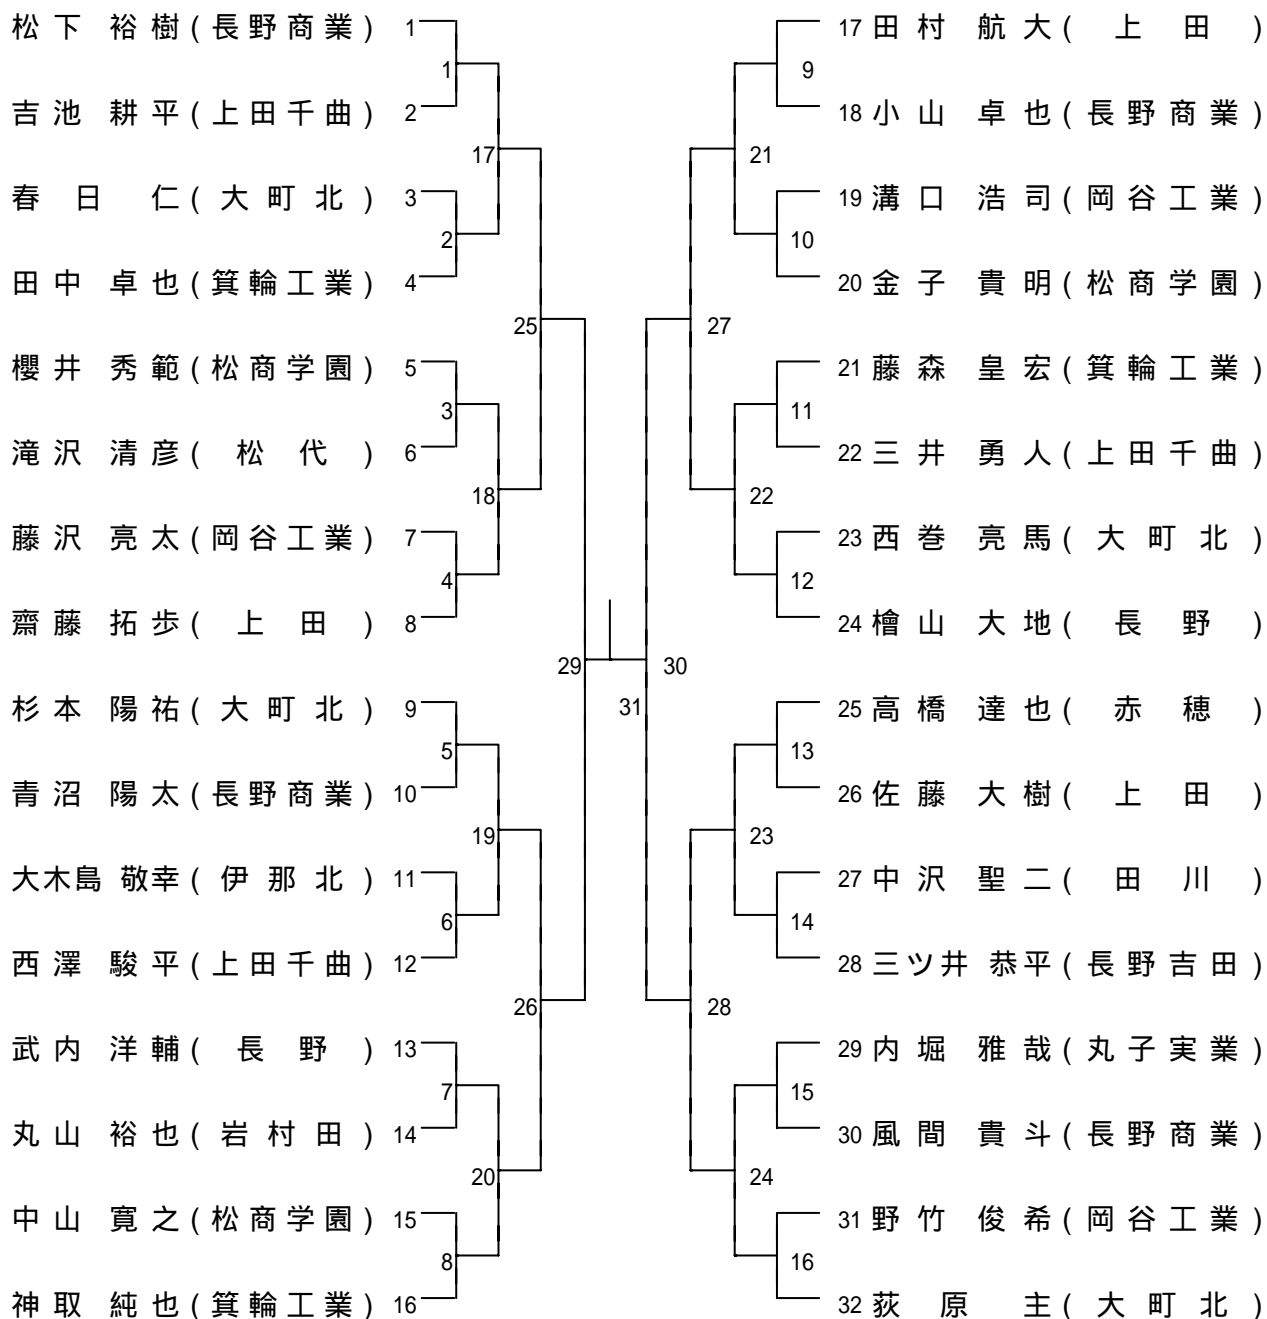 松下 裕樹(長野商業) 1
1
吉池 耕平(上田千曲) 2
17
春日 仁(大町北) 3
2
田中 卓也(箕輪工業) 4
25
櫻井 秀範(松商学園) 5
3
滝沢 清彦(松代) 6
18
藤沢 亮太(岡谷工業) 7
4
齋藤 拓歩(上田) 8
29
杉本 陽祐(大町北) 9
5
青沼 陽太(長野商業) 10
19
大木島 敬幸(伊那北) 11
6
西澤 駿平(上田千曲) 12
26
武内 洋輔(長野) 13
7
丸山 裕也(岩村田) 14
20
中山 寛之(松商学園) 15
8
神取 純也(箕輪工業) 16
31
17 田村 航大(上田)
9
18 小山 卓也(長野商業)
21
19 溝口 浩司(岡谷工業)
10
20 金子 貴明(松商学園)
27
21 藤森 皇宏(箕輪工業)
11
22 三井 勇人(上田千曲)
22
23 西巻 亮馬(大町北)
12
24 檜山 大地(長野)
30
25 高橋 達也(赤穂)
13
26 佐藤 大樹(上田)
23
27 中沢 聖二(田川)
14
28 三ツ井 恭平(長野吉田)
28
29 内堀 雅哉(丸子実業)
15
30 風間 貴斗(長野商業)
24
31 野竹 俊希(岡谷工業)
16
32 荻原 主(大町北)